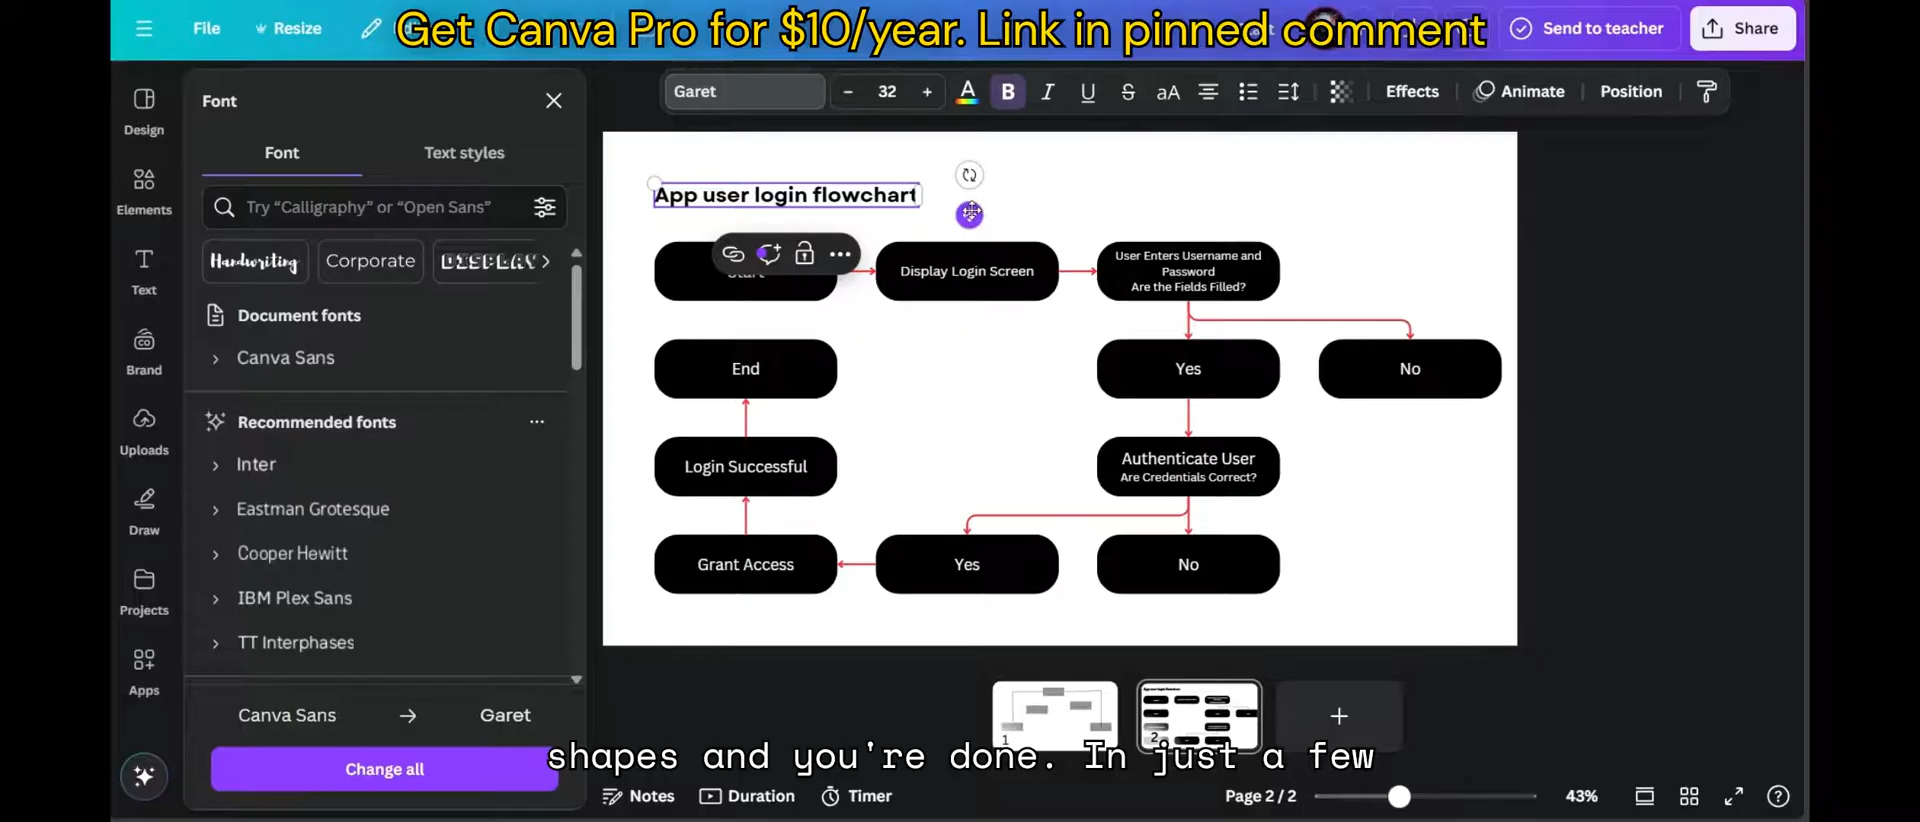 Get Canva Pro for $10/year. Link in pinned comment
File
Resize
Send to teacher
Share
Design
Elements
Text
Brand
Uploads
Draw
Projects
Apps
Font
Font
Text styles
Try “Calligraphy” or “Open Sans”
Handwriting
Corporate
DISPLAY
Document fonts
Canva Sans
Recommended fonts
Inter
Eastman Grotesque
Cooper Hewitt
IBM Plex Sans
TT Interphases
Canva Sans → Garet
Change all
Garet
- 32 +
A B I U S aA
Effects
Animate
Position
App user login flowchart
Start
Display Login Screen
User Enters Username and
Password
Are the Fields Filled?
End
Yes
No
Login Successful
Authenticate User
Are Credentials Correct?
Grant Access
Yes
No
1
2
shapes and you're done. In just a few
Notes
Duration
Timer
Page 2 / 2
43%